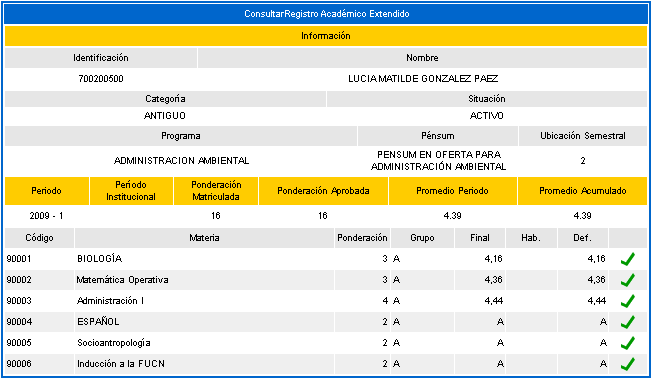 ConsultarRegistro Académico Extendido
Información
Identificación Nombre
700200500 LUCIA MATILDE GONZALEZ PAEZ
Categoría Situación
ANTIGUO ACTIVO
Programa Pénsum Ubicación Semestral
ADMINISTRACION AMBIENTAL PENSUM EN OFERTA PARA ADMINISTRACIÓN AMBIENTAL 2
Periodo Período Institucional Ponderación Matriculada Ponderación Aprobada Promedio Periodo Promedio Acumulado
2009 - 1 16 16 4.39 4.39
Código Materia Ponderación Grupo Final Hab. Def.
90001 BIOLOGÍA 3 A 4,16 4,16
90002 Matemática Operativa 3 A 4,36 4,36
90003 Administración I 4 A 4,44 4,44
90004 ESPAÑOL 2 A A A
90005 Socioantropología 2 A A A
90006 Inducción a la FUCN 2 A A A